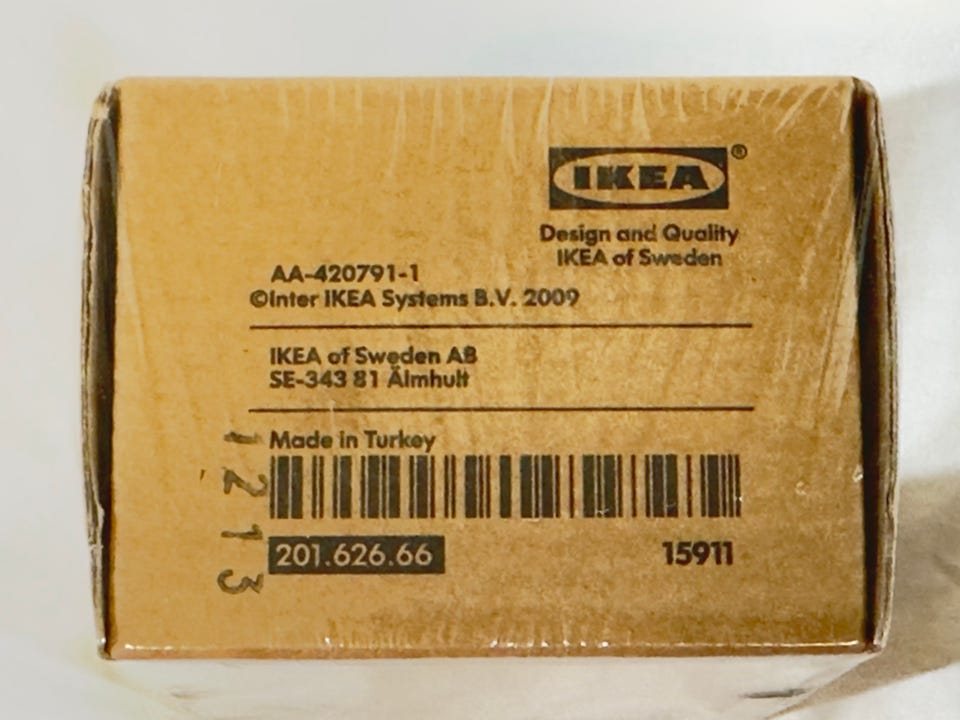 IKEA®
Design and Quality
IKEA of Sweden
AA-420791-1
©Inter IKEA Systems B.V. 2009
IKEA of Sweden AB
SE-343 81 Älmhult
Made in Turkey
1213
201.626.66
15911